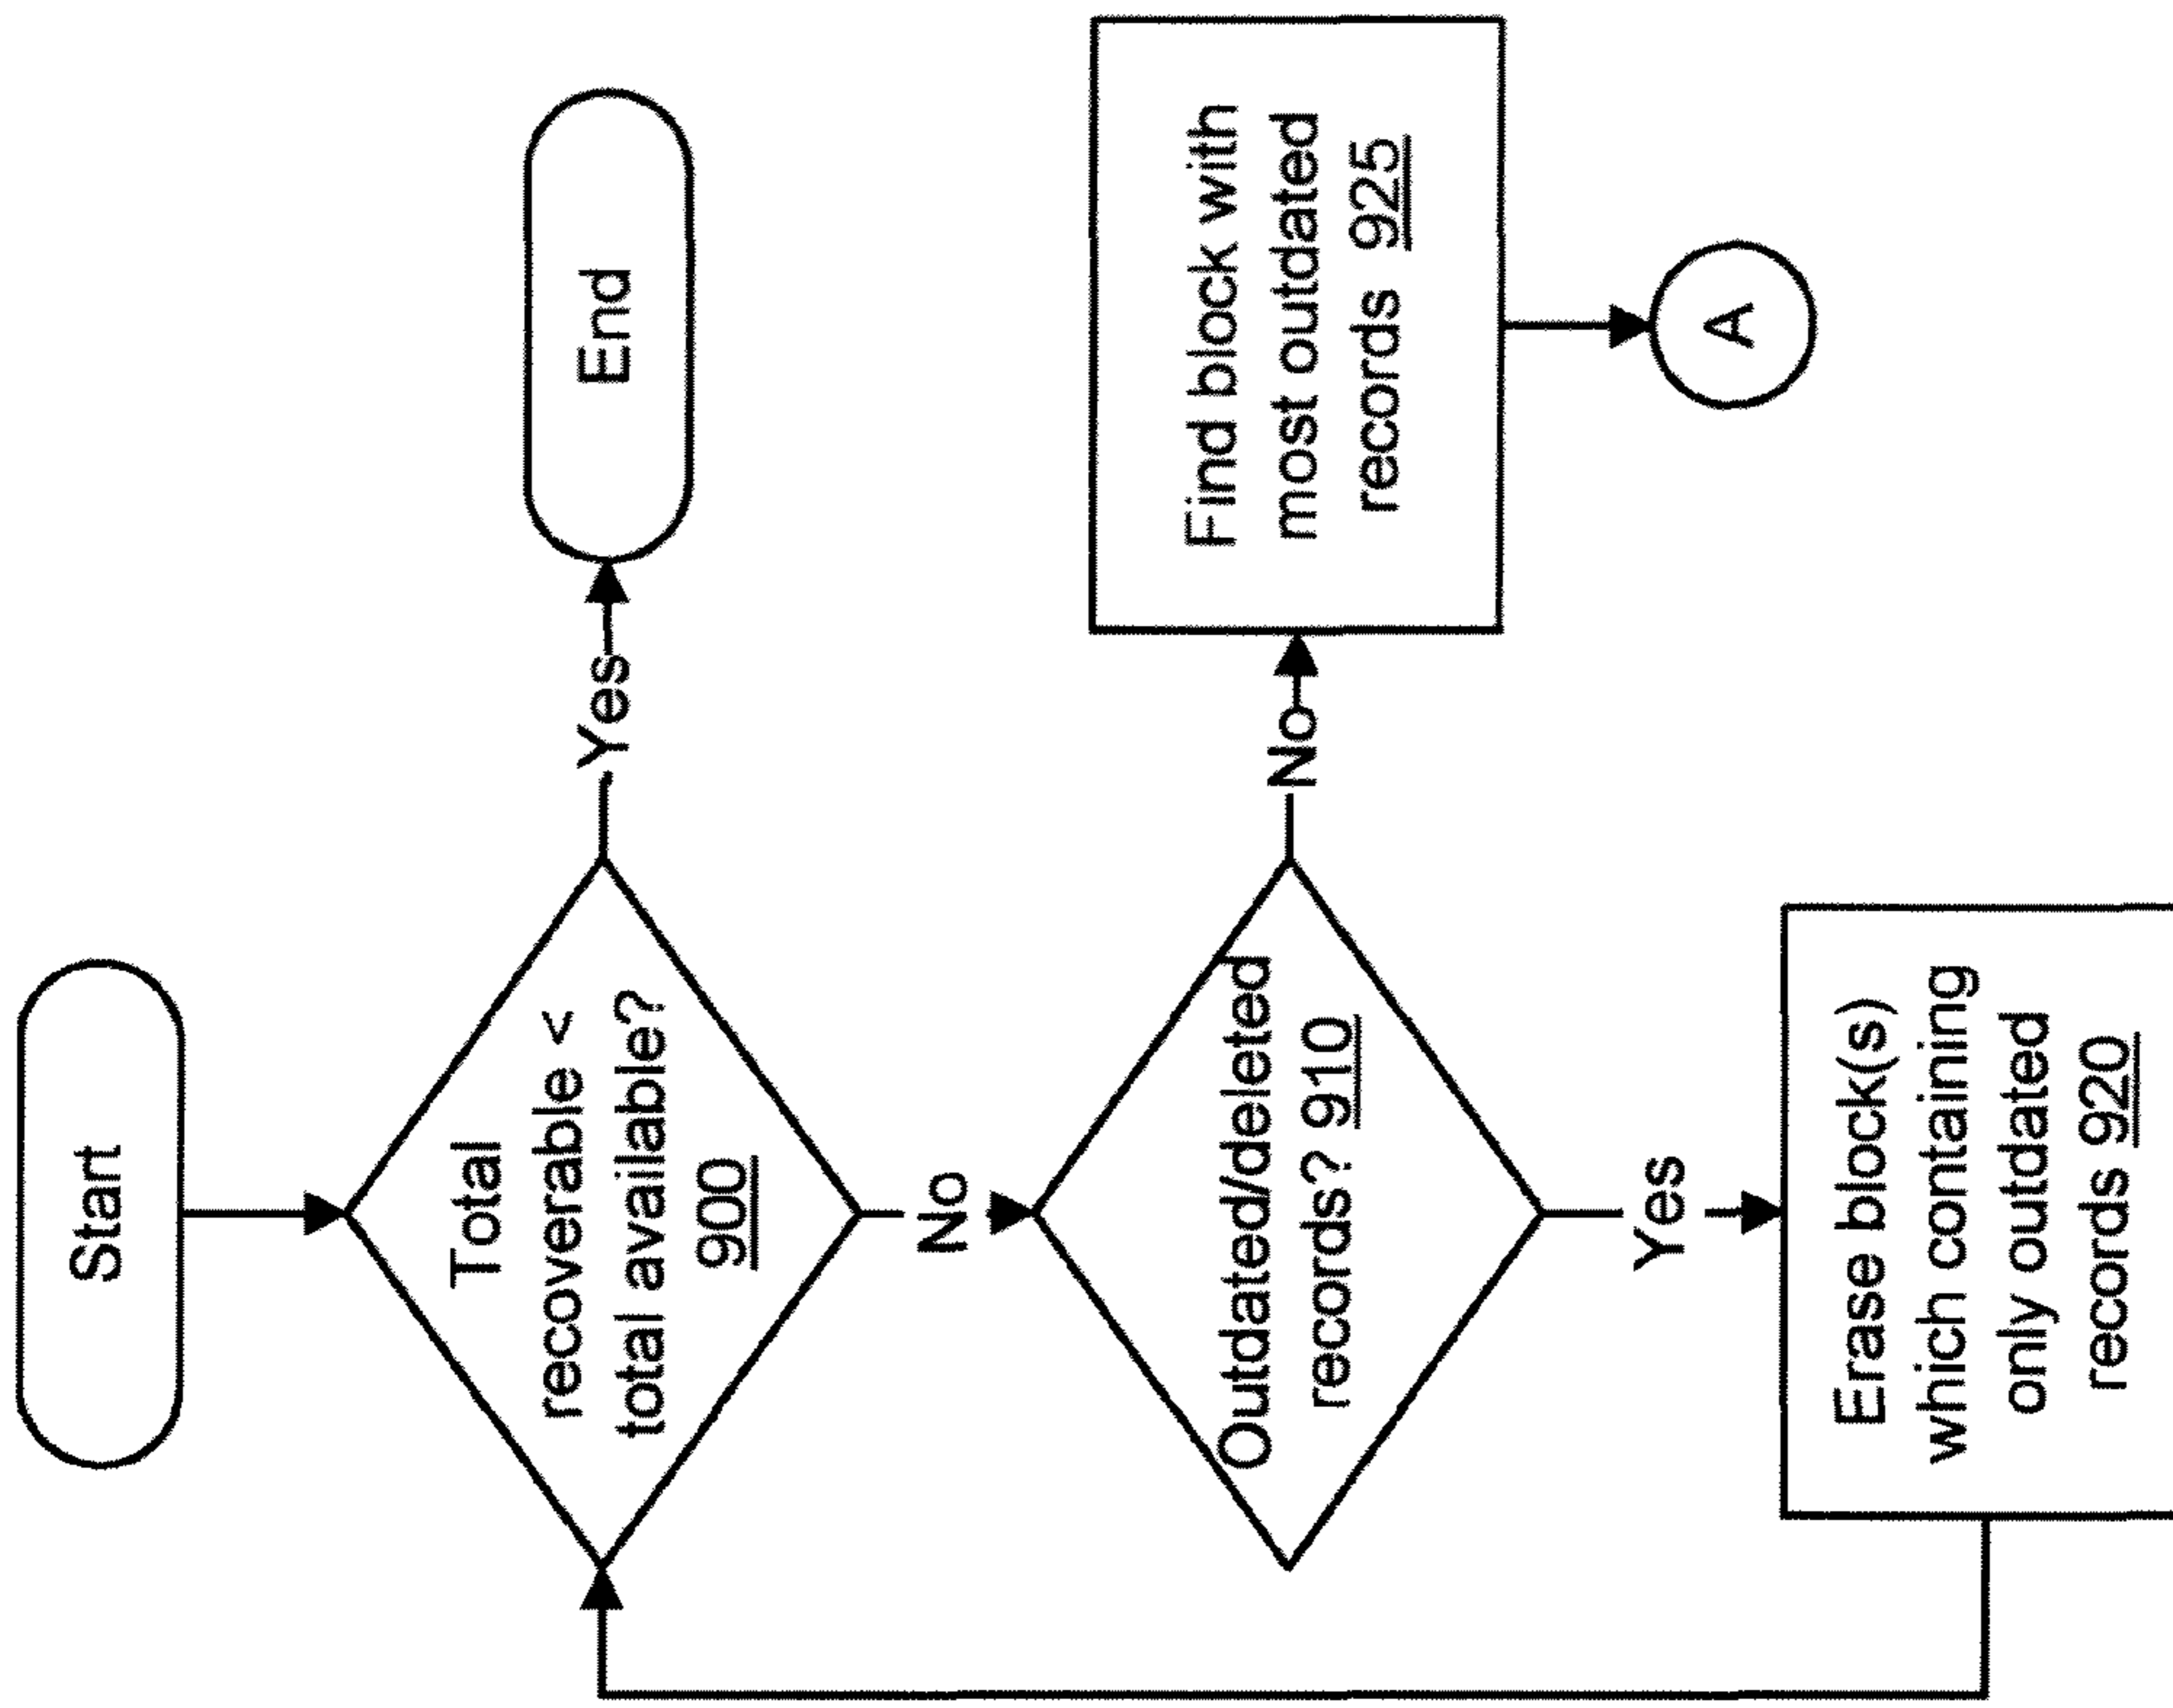 Start
Total
recoverable <
total available?
900
Yes
End
No
Outdated/deleted
records? 910
No
Find block with
most outdated
records 925
A
Yes
Erase block(s)
which containing
only outdated
records 920